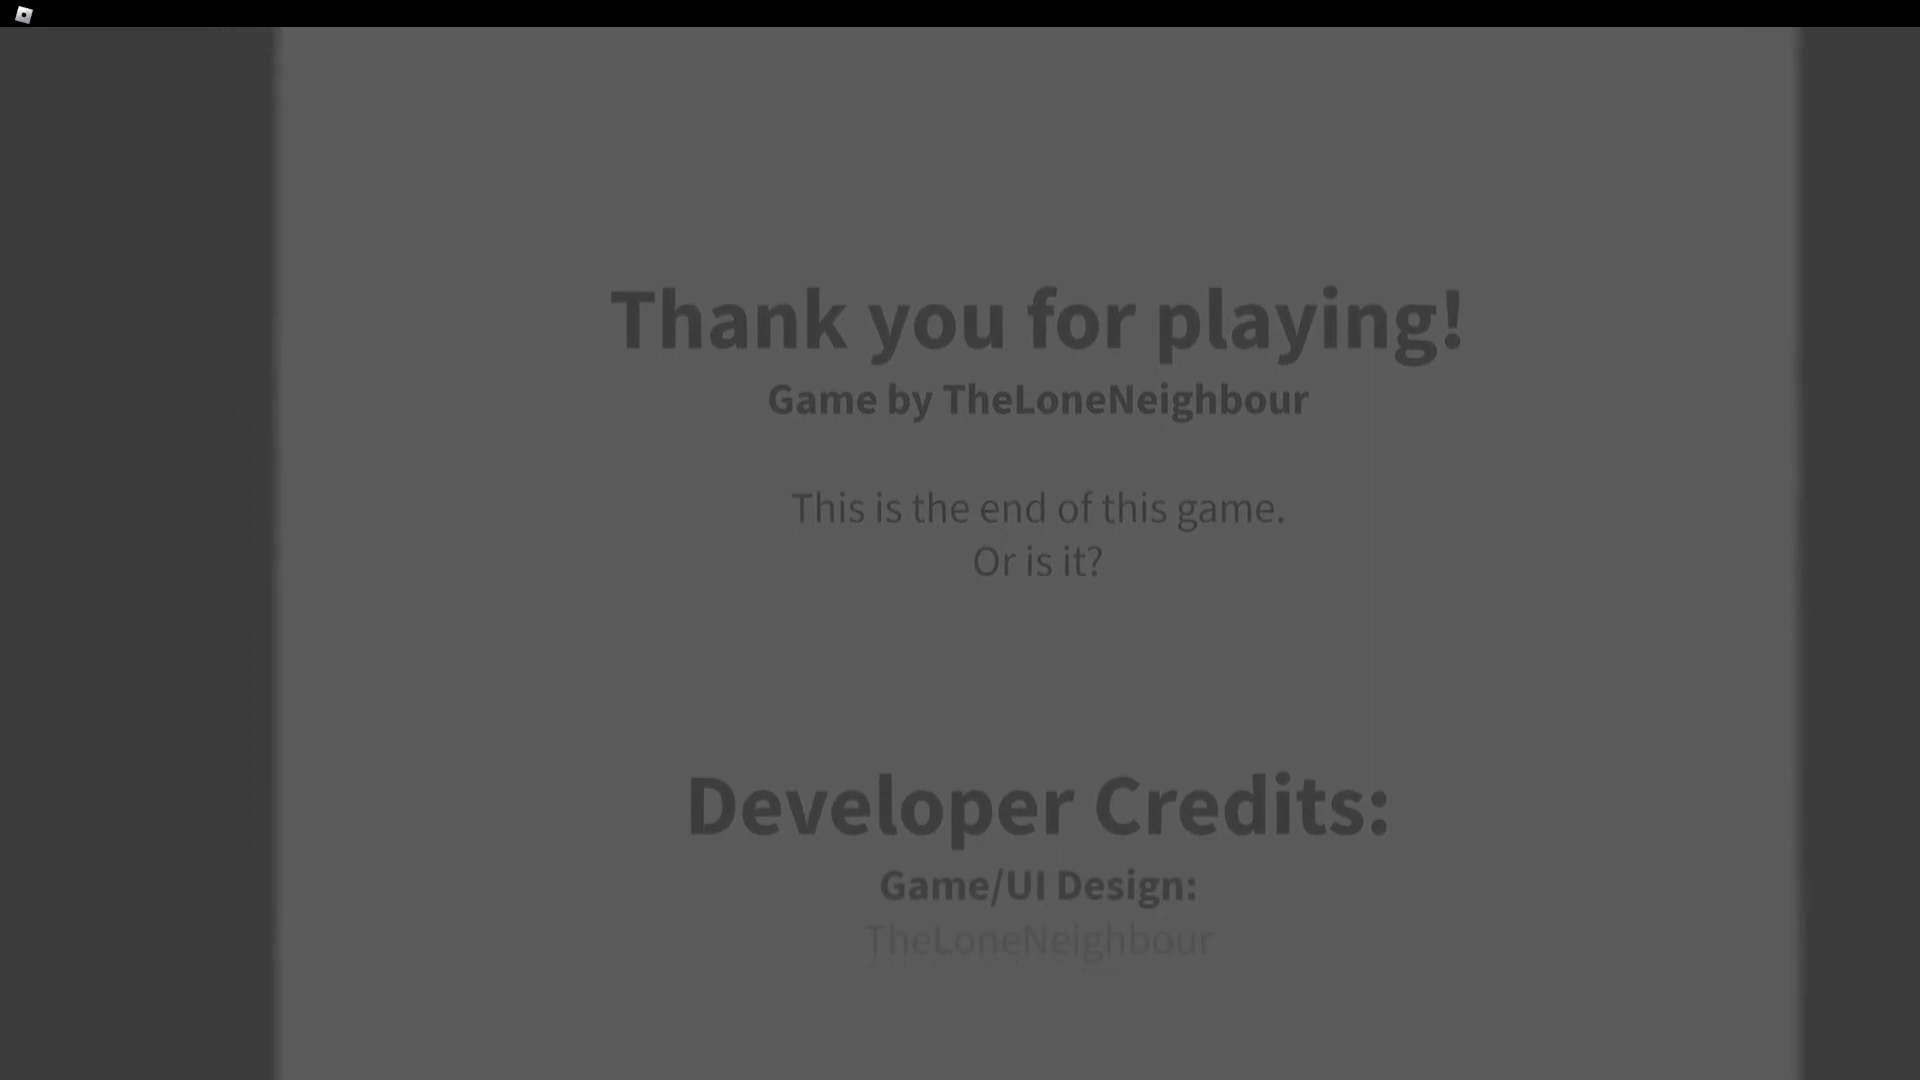 Thank you for playing!
Game by TheLoneNeighbour
This is the end of this game.
Or is it?
Developer Credits:
Game/UI Design:
TheLoneNeighbour